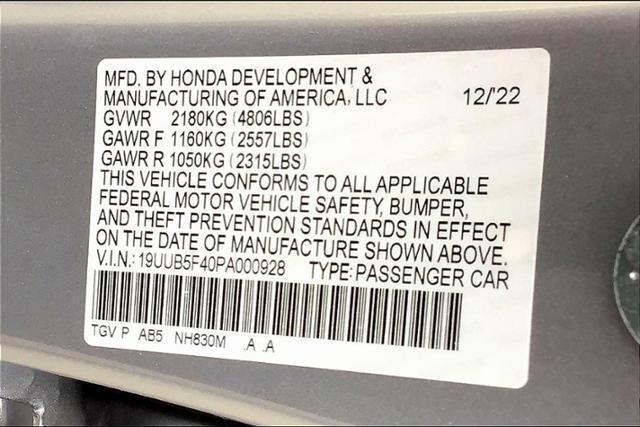 MFD. BY HONDA DEVELOPMENT &
MANUFACTURING OF AMERICA, LLC 12/'22
GVWR 2180KG (4806LBS)
GAWR F 1160KG (2557LBS)
GAWR R 1050KG (2315LBS)
THIS VEHICLE CONFORMS TO ALL APPLICABLE
FEDERAL MOTOR VEHICLE SAFETY, BUMPER,
AND THEFT PREVENTION STANDARDS IN EFFECT
ON THE DATE OF MANUFACTURE SHOWN ABOVE.
V.I.N.: 19UUB5F40PA000928 TYPE: PASSENGER CAR
TGV P AB5 NH830M .A .A